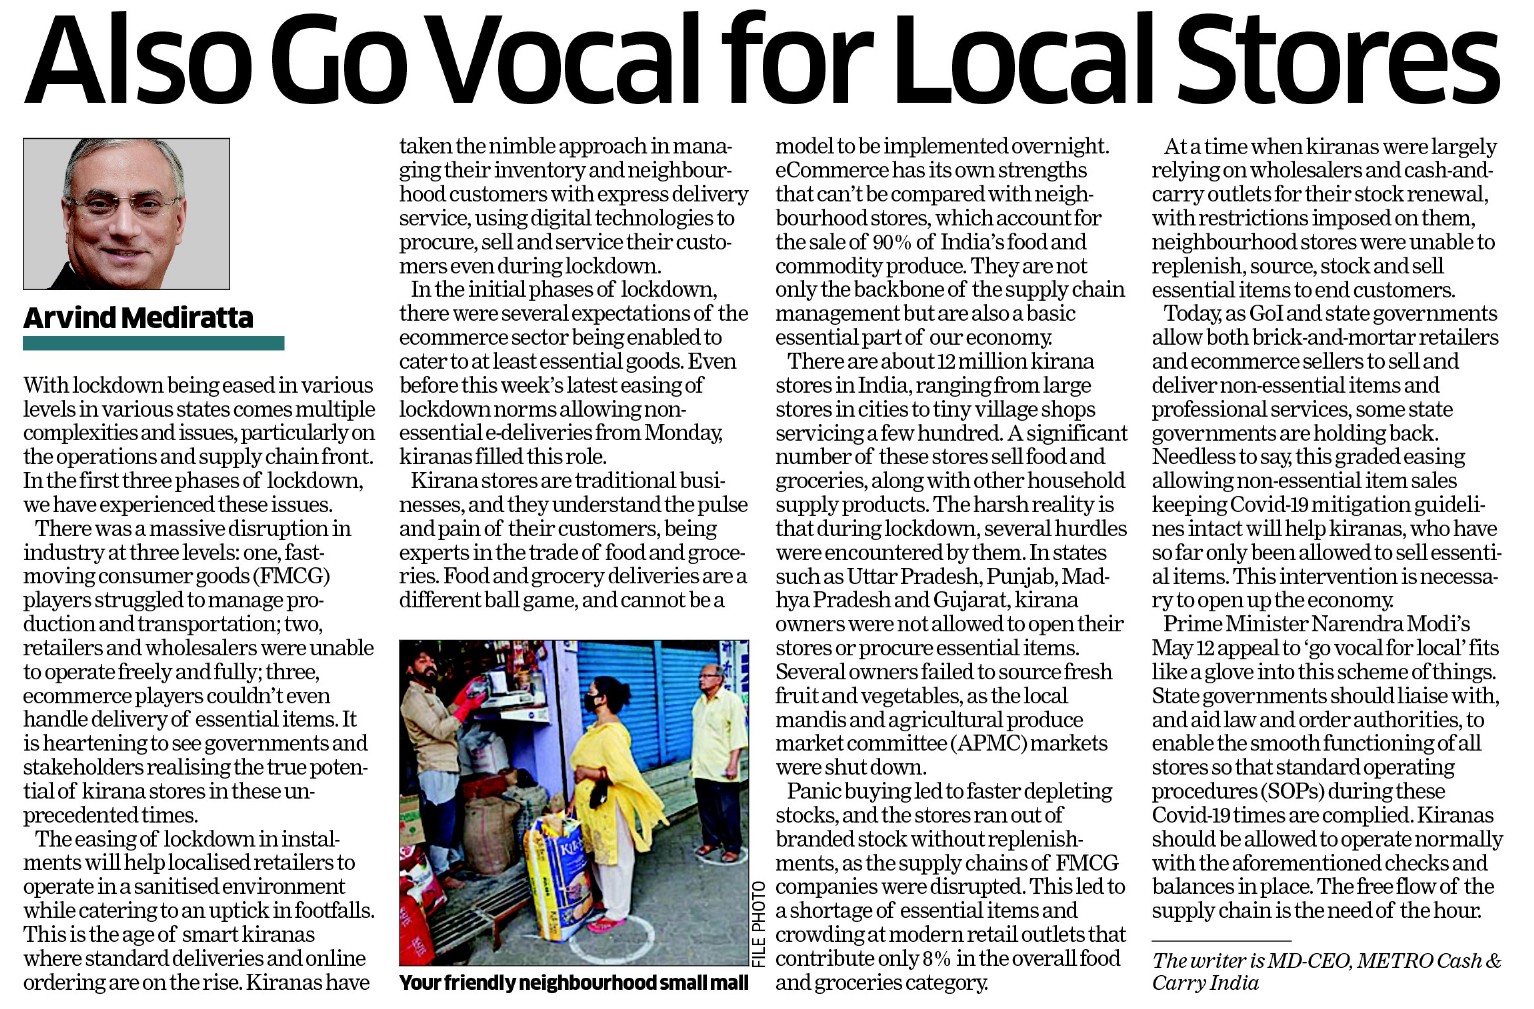 Also Go Vocal for Local Stores
Arvind Mediratta
With lockdown being eased in various
levels in various states comes multiple
complexities and issues, particularly on
the operations and supply chain front.
In the first three phases of lockdown,
we have experienced these issues.
There was a massive disruption in
industry at three levels: one, fast-
moving consumer goods (FMCG)
players struggled to manage pro-
duction and transportation; two,
retailers and wholesalers were unable
to operate freely and fully; three,
ecommerce players couldn't even
handle delivery of essential items. It
is heartening to see governments and
stakeholders realising the true poten-
tial of kirana stores in these un-
precedented times.
The easing of lockdown in instal-
ments will help localised retailers to
operate in a sanitised environment
while catering to an uptick in footfalls.
This is the age of smart kiranas
where standard deliveries and online
ordering are on the rise. Kiranas have
taken the nimble approach in mana-
ging their inventory and neighbour-
hood customers with express delivery
service, using digital technologies to
procure, sell and service their custo-
mers even during lockdown.
In the initial phases of lockdown,
there were several expectations of the
ecommerce sector being enabled to
cater to at least essential goods. Even
before this week's latest easing of
lockdown norms allowing non-
essential e-deliveries from Monday,
kiranas filled this role.
Kirana stores are traditional busi-
nesses, and they understand the pulse
and pain of their customers, being
experts in the trade of food and groce-
ries. Food and grocery deliveries are a
different ball game, and cannot be a
FILE PHOTO
Your friendly neighbourhood small mall
model to be implemented overnight.
eCommerce has its own strengths
that can't be compared with neigh-
bourhood stores, which account for
the sale of 90% of India's food and
commodity produce. They are not
only the backbone of the supply chain
management but are also a basic
essential part of our economy.
There are about 12 million kirana
stores in India, ranging from large
stores in cities to tiny village shops
servicing a few hundred. A significant
number of these stores sell food and
groceries, along with other household
supply products. The harsh reality is
that during lockdown, several hurdles
were encountered by them. In states
such as Uttar Pradesh, Punjab, Mad-
hya Pradesh and Gujarat, kirana
owners were not allowed to open their
stores or procure essential items.
Several owners failed to source fresh
fruit and vegetables, as the local
mandis and agricultural produce
market committee (APMC) markets
were shut down.
Panic buying led to faster depleting
stocks, and the stores ran out of
branded stock without replenish-
ments, as the supply chains of FMCG
companies were disrupted. This led to
a shortage of essential items and
crowding at modern retail outlets that
contribute only 8% in the overall food
and groceries category.
At a time when kiranas were largely
relying on wholesalers and cash-and-
carry outlets for their stock renewal,
with restrictions imposed on them,
neighbourhood stores were unable to
replenish, source, stock and sell
essential items to end customers.
Today, as GoI and state governments
allow both brick-and-mortar retailers
and ecommerce sellers to sell and
deliver non-essential items and
professional services, some state
governments are holding back.
Needless to say, this graded easing
allowing non-essential item sales
keeping Covid-19 mitigation guideli-
nes intact will help kiranas, who have
so far only been allowed to sell essenti-
al items. This intervention is necessa-
ry to open up the economy.
Prime Minister Narendra Modi's
May 12 appeal to 'go vocal for local' fits
like a glove into this scheme of things.
State governments should liaise with,
and aid law and order authorities, to
enable the smooth functioning of all
stores so that standard operating
procedures (SOPs) during these
Covid-19 times are complied. Kiranas
should be allowed to operate normally
with the aforementioned checks and
balances in place. The free flow of the
supply chain is the need of the hour.
The writer is MD-CEO, METRO Cash &
Carry India